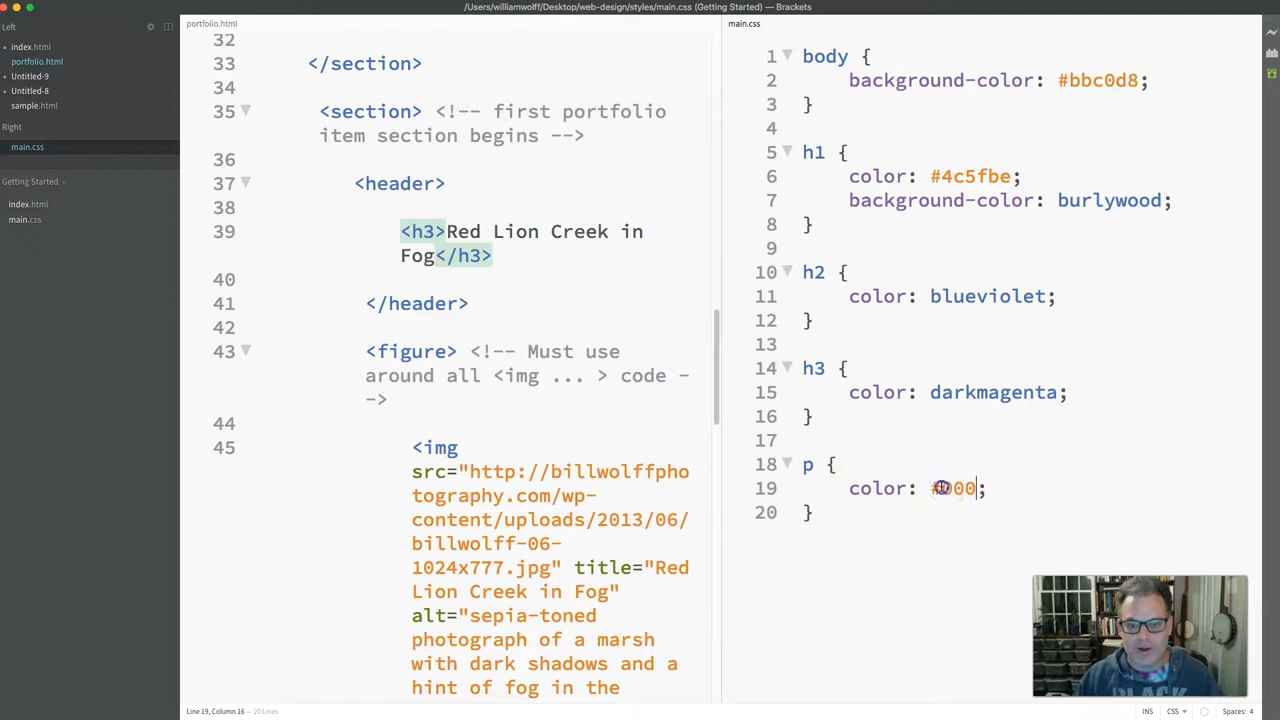 /Users/williamwolff/Desktop/web-design/styles/main.css (Getting Started) — Brackets
Left
index.html
portfolio.html
Untitled-9
Untitled-8
sample.html
Right
main.css
Getting Started
index.html
main.css
portfolio.html
32
33 </section>
34
35 <section> <!-- first portfolio
item section begins -->
36
37 <header>
38
39 <h3>Red Lion Creek in
Fog</h3>
40
41 </header>
42
43 <figure> <!-- Must use
around all <img ... > code -
->
44
45 <img
src="http://billwolffpho
tography.com/wp-
content/uploads/2013/06/
billwolff-06-
1024x777.jpg" title="Red
Lion Creek in Fog"
alt="sepia-toned
photograph of a marsh
with dark shadows and a
hint of fog in the
main.css
1 body {
2 background-color: #bbc0d8;
3 }
4
5 h1 {
6 color: #4c5fbe;
7 background-color: burlywood;
8 }
9
10 h2 {
11 color: blueviolet;
12 }
13
14 h3 {
15 color: darkmagenta;
16 }
17
18 p {
19 color: #000;
20 }
BLACK
Line 19, Column 16 — 20 Lines
INS
CSS
Spaces: 4